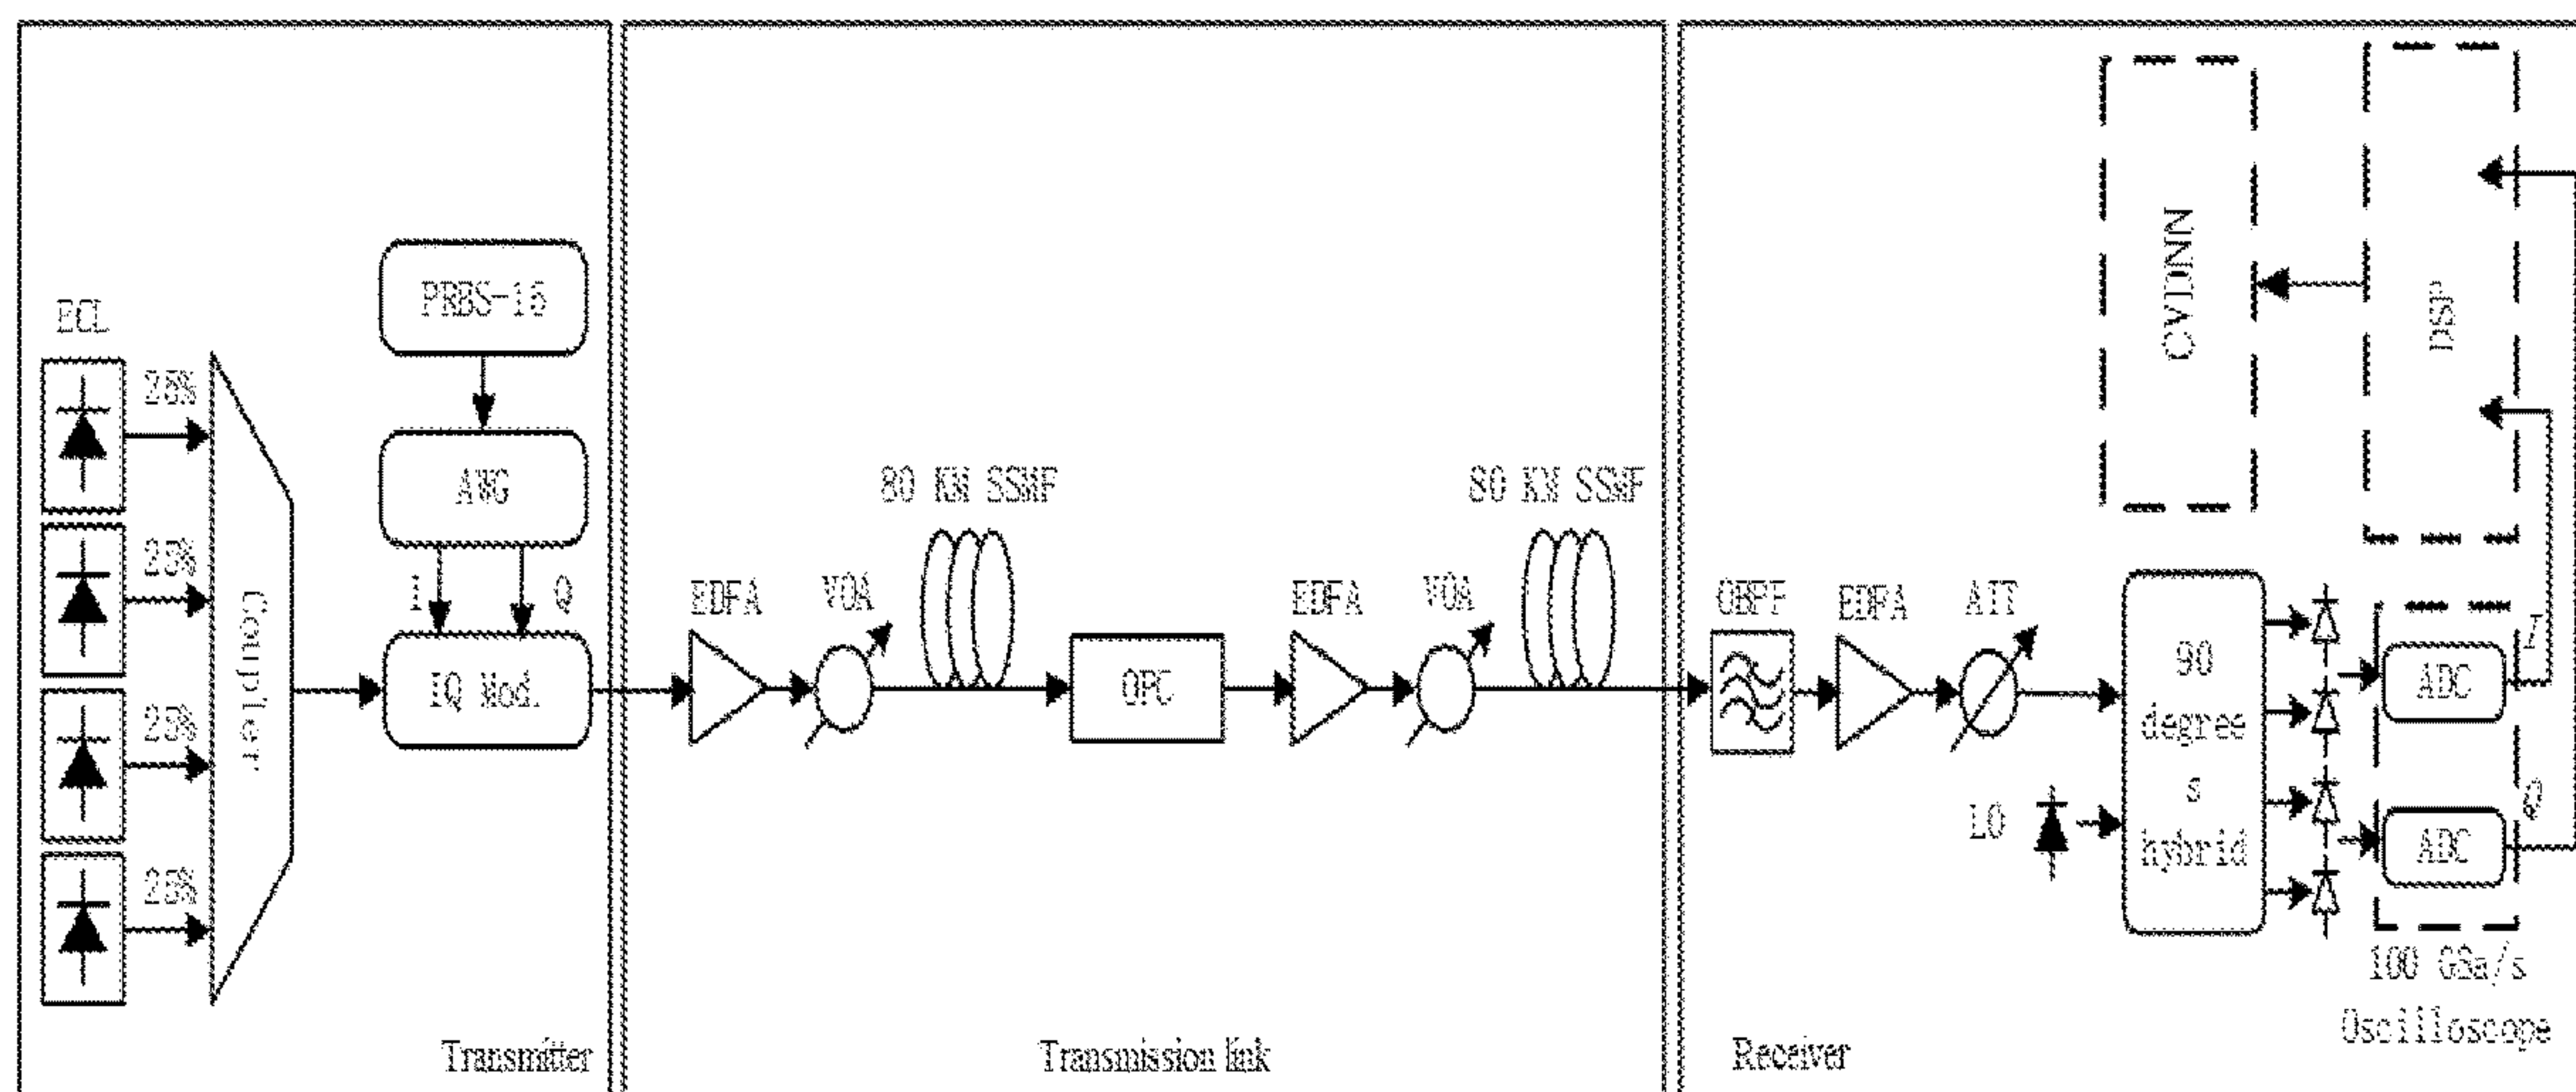 ECL
25%
25%
25%
25%
Coupler
PRBS-15
AWG
I
Q
IQ Mod.
Transmitter
EDFA
VOA
80 KM SSMF
OPC
EDFA
VOA
80 KM SSMF
Transmission link
OBPF
EDFA
ATT
LO
90
degree
s
hybrid
ADC
ADC
I
Q
100 GSa/s
Oscilloscope
DSP
CVDNN
Receiver